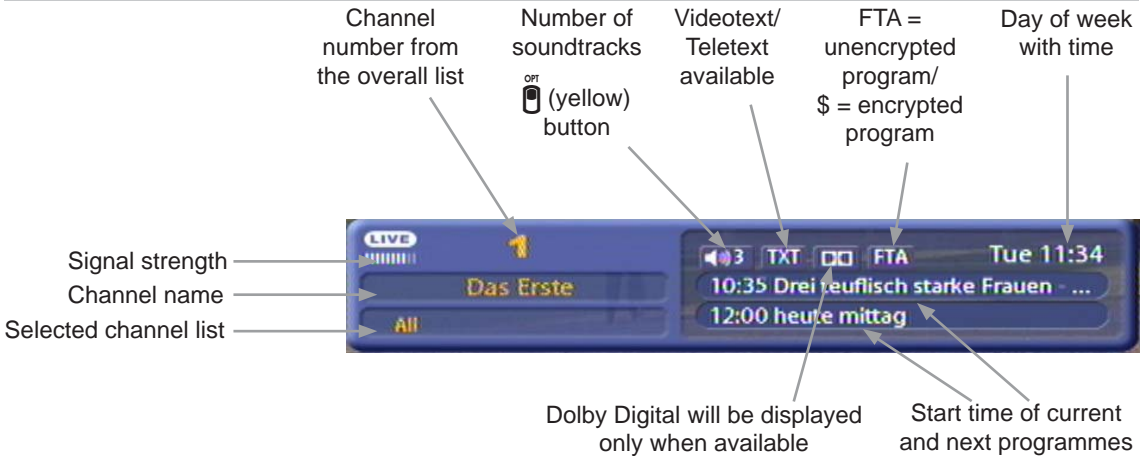 Channel
number from
the overall list
Number of
soundtracks
OPT
(yellow)
button
Videotext/
Teletext
available
FTA =
unencrypted
program/
$ = encrypted
program
Day of week
with time
Signal strength
Channel name
Selected channel list
LIVE
1
Das Erste
All
3 TXT FTA Tue 11:34
10:35 Drei teuflisch starke Frauen - ...
12:00 heute mittag
Dolby Digital will be displayed
only when available
Start time of current
and next programmes